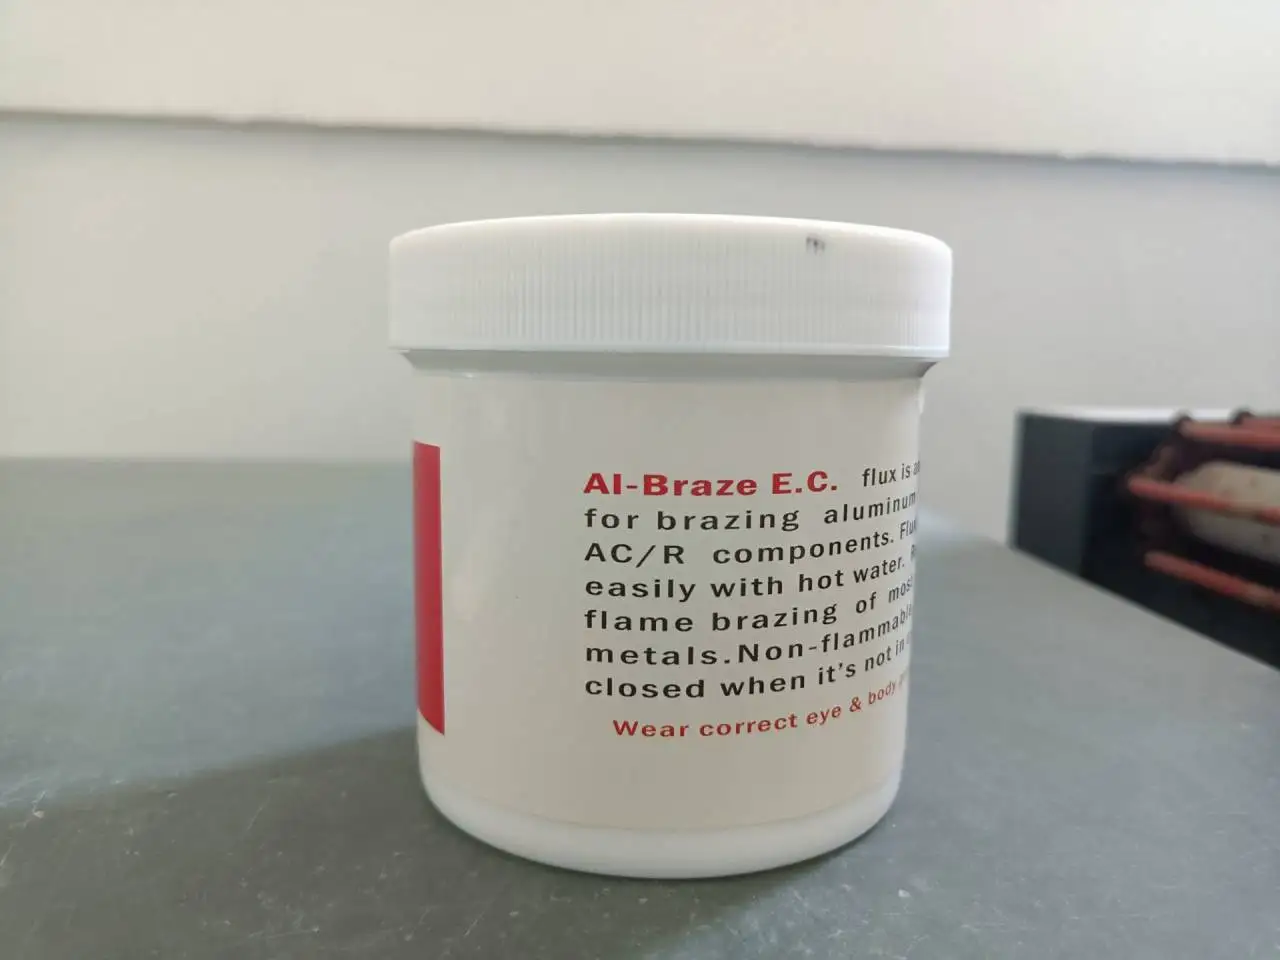 Al-Braze E.C. flux is
for brazing aluminum
AC/R components.
easily with hot water.
flame brazing of
metals.Non-flammable
closed when it's not in
Wear correct eye & body